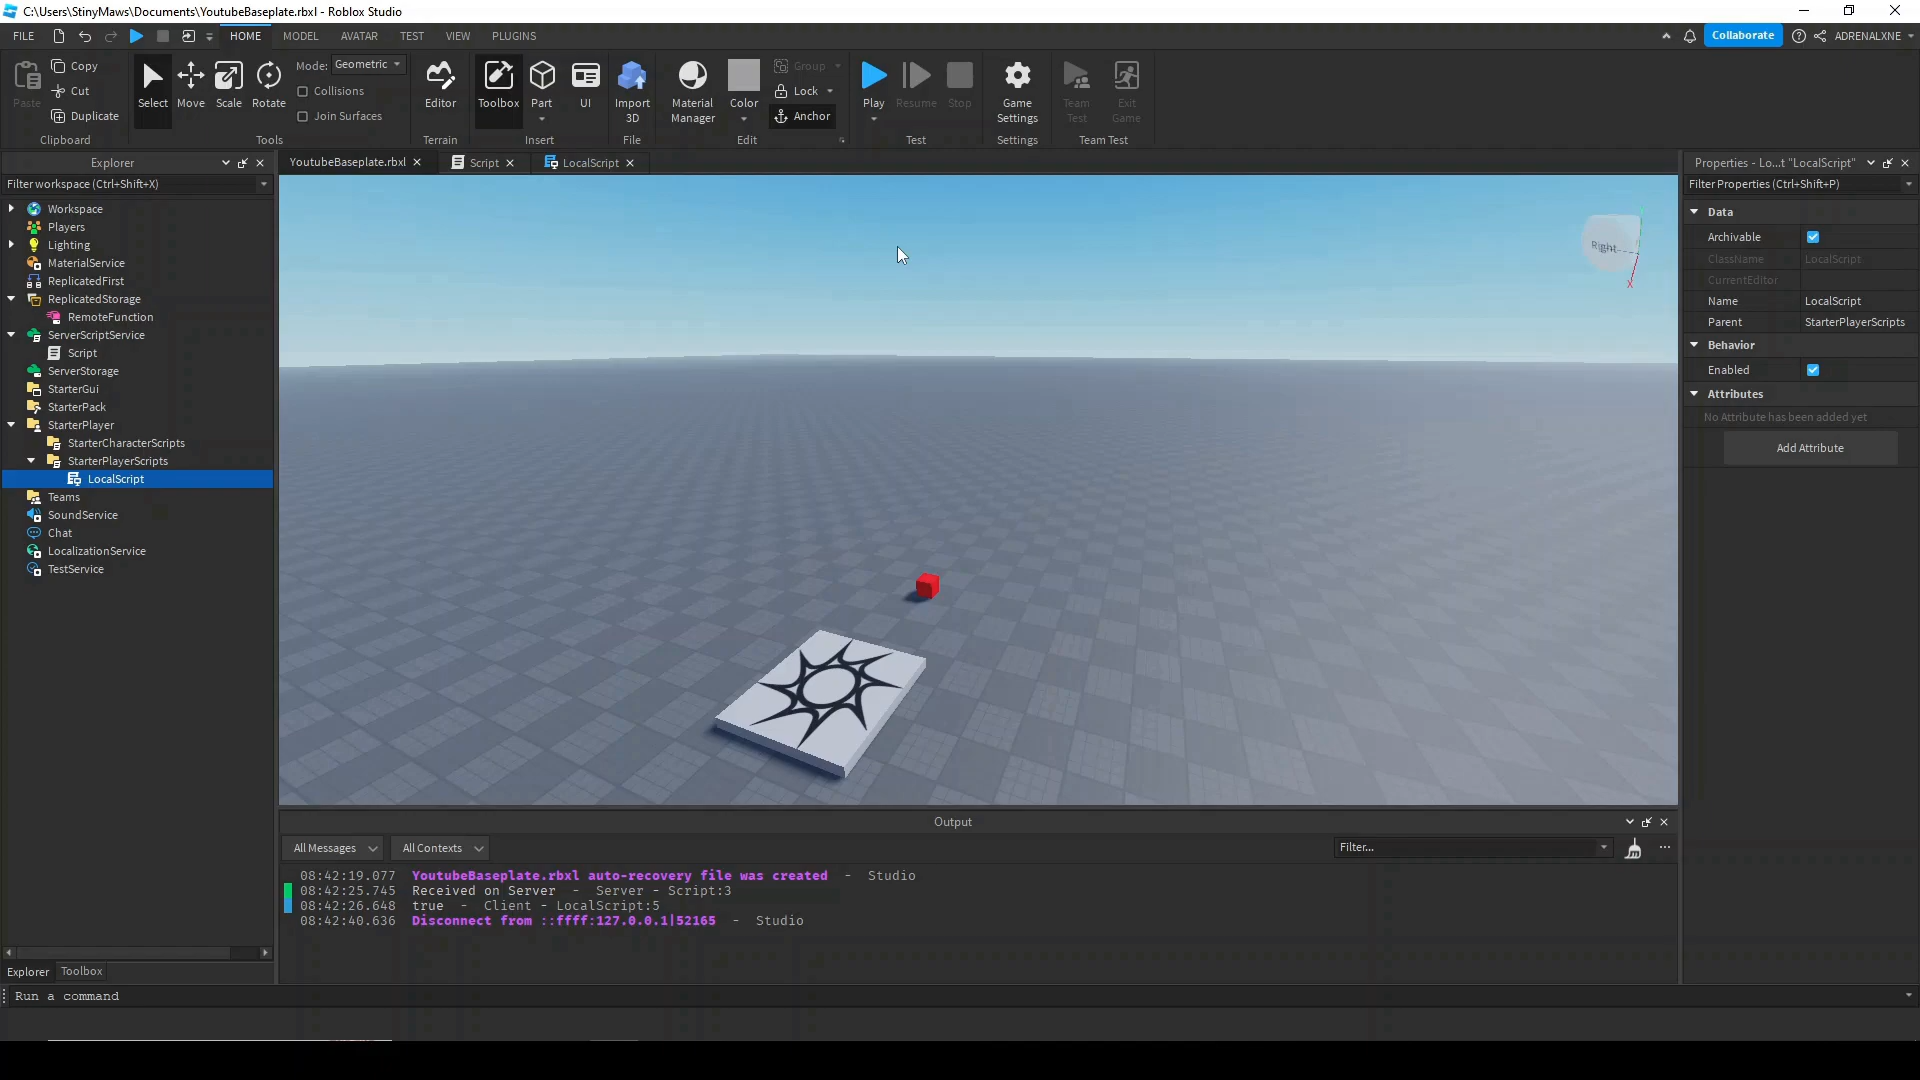 C:\Users\StinyMaws\Documents\YoutubeBaseplate.rbxl - Roblox Studio
FILE
HOME
MODEL
AVATAR
TEST
VIEW
PLUGINS
Collaborate
ADRENALXNE
Paste
Copy
Cut
Duplicate
Clipboard
Select
Move
Scale
Rotate
Mode:
Geometric
Collisions
Join Surfaces
Tools
Editor
Terrain
Toolbox
Part
UI
Insert
Import
3D
File
Material
Manager
Color
Group
Lock
Anchor
Edit
Play
Resume
Stop
Test
Game
Settings
Settings
Team
Test
Exit
Game
Team Test
Explorer
Filter workspace (Ctrl+Shift+X)
Workspace
Players
Lighting
MaterialService
ReplicatedFirst
ReplicatedStorage
RemoteFunction
ServerScriptService
Script
ServerStorage
StarterGui
StarterPack
StarterPlayer
StarterCharacterScripts
StarterPlayerScripts
LocalScript
Teams
SoundService
Chat
LocalizationService
TestService
Explorer
Toolbox
YoutubeBaseplate.rbxl
Script
LocalScript
Right
X
Output
All Messages
All Contexts
Filter...
08:42:19.077 YoutubeBaseplate.rbxl auto-recovery file was created - Studio
08:42:25.745 Received on Server - Server - Script:3
08:42:26.648 true - Client - LocalScript:5
08:42:40.636 Disconnect from ::ffff:127.0.0.1|52165 - Studio
Properties - Lo...t "LocalScript"
Filter Properties (Ctrl+Shift+P)
Data
Archivable
ClassName LocalScript
CurrentEditor
Name LocalScript
Parent StarterPlayerScripts
Behavior
Enabled
Attributes
No Attribute has been added yet
Add Attribute
Run a command